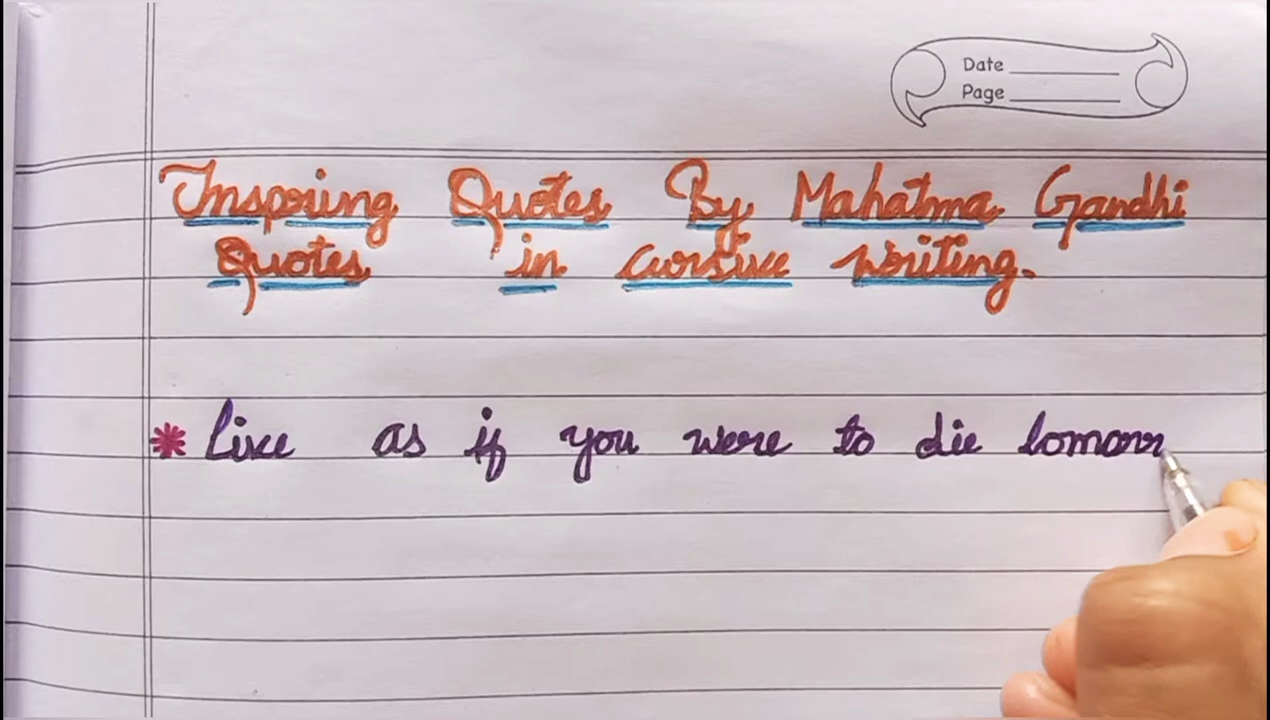 Date
Page
Inspiring Quotes By Mahatma Gandhi
Quotes in cursive writing.
* Live as if you were to die tomorr